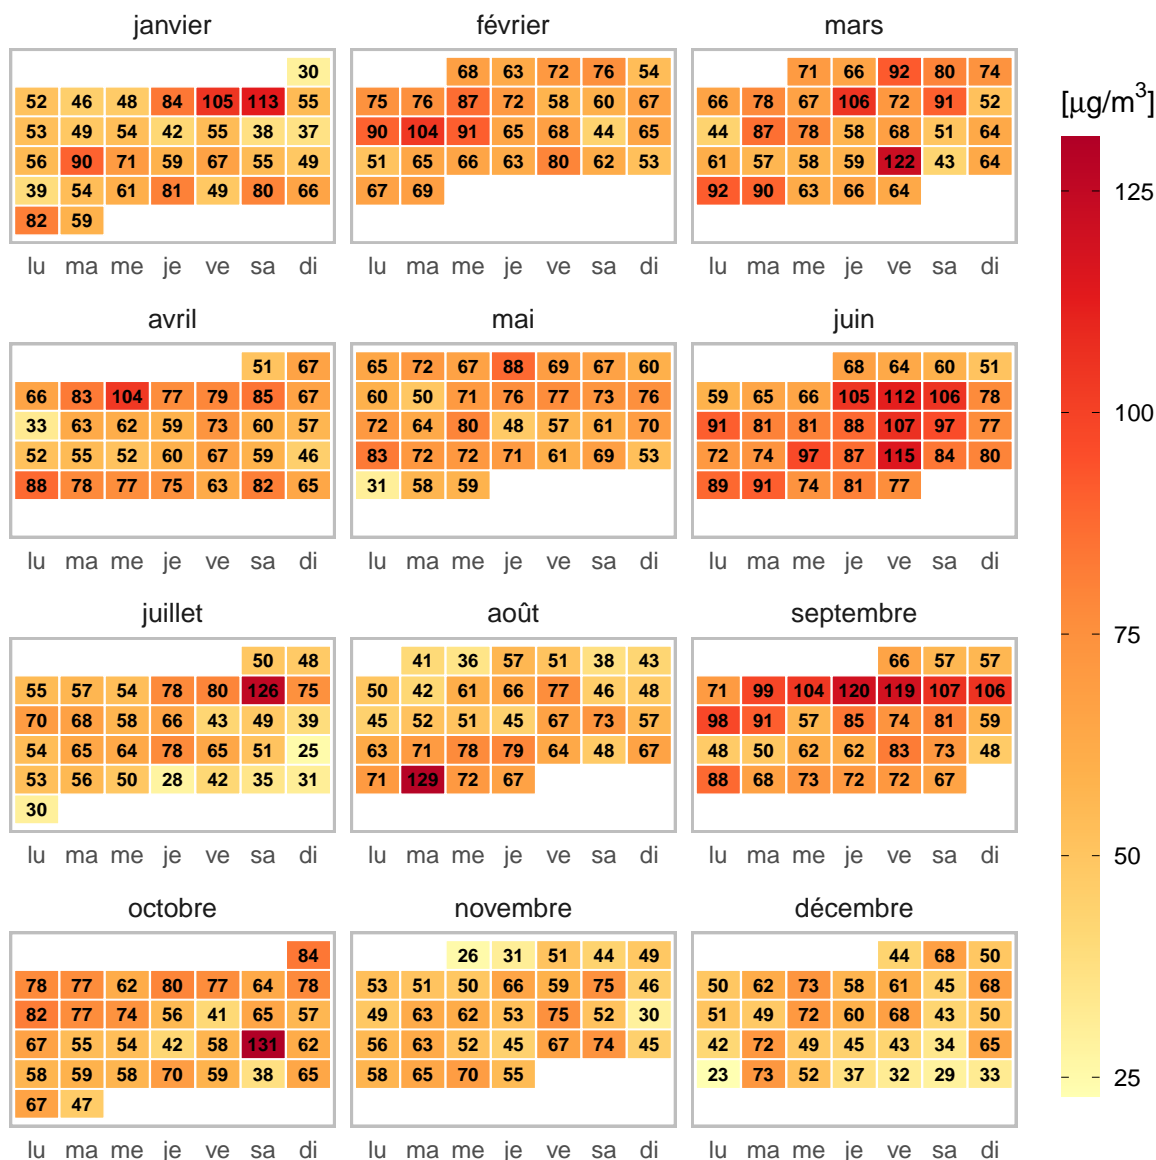 janvier février mars
30 68 63 72 76 54 71 66 92 80 74
52 46 48 84 105 113 55 75 76 87 72 58 60 67 66 78 67 106 72 91 52
53 49 54 42 55 38 37 90 104 91 65 68 44 65 44 87 78 58 68 51 64
56 90 71 59 67 55 49 51 65 66 63 80 62 53 61 57 58 59 122 43 64
39 54 61 81 49 80 66 67 69 92 90 63 66 64
82 59
lu ma me je ve sa di lu ma me je ve sa di lu ma me je ve sa di
avril mai juin
51 67 65 72 67 88 69 67 60 68 64 60 51
66 83 104 77 79 85 67 60 50 71 76 77 73 76 59 65 66 105 112 106 78
33 63 62 59 73 60 57 72 64 80 48 57 61 70 91 81 81 88 107 97 77
52 55 52 60 67 59 46 83 72 72 71 61 69 53 72 74 97 87 115 84 80
88 78 77 75 63 82 65 31 58 59 89 91 74 81 77
lu ma me je ve sa di lu ma me je ve sa di lu ma me je ve sa di
juillet août septembre
50 48 41 36 57 51 38 43 66 57 57
55 57 54 78 80 126 75 50 42 61 66 77 46 48 71 99 104 120 119 107 106
70 68 58 66 43 49 39 45 52 51 45 67 73 57 98 91 57 85 74 81 59
54 65 64 78 65 51 25 63 71 78 79 64 48 67 48 50 62 62 83 73 48
53 56 50 28 42 35 31 71 129 72 67 88 68 73 72 72 67
30
lu ma me je ve sa di lu ma me je ve sa di lu ma me je ve sa di
octobre novembre décembre
84 26 31 51 44 49 44 68 50
78 77 62 80 77 64 78 53 51 50 66 59 75 46 50 62 73 58 61 45 68
82 77 74 56 41 65 57 49 63 62 53 75 52 30 51 49 72 60 68 43 50
67 55 54 42 58 131 62 56 63 52 45 67 74 45 42 72 49 45 43 34 65
58 59 58 70 59 38 65 58 65 70 55 23 73 52 37 32 29 33
67 47
lu ma me je ve sa di lu ma me je ve sa di lu ma me je ve sa di
[μg/m³]
125
100
75
50
25